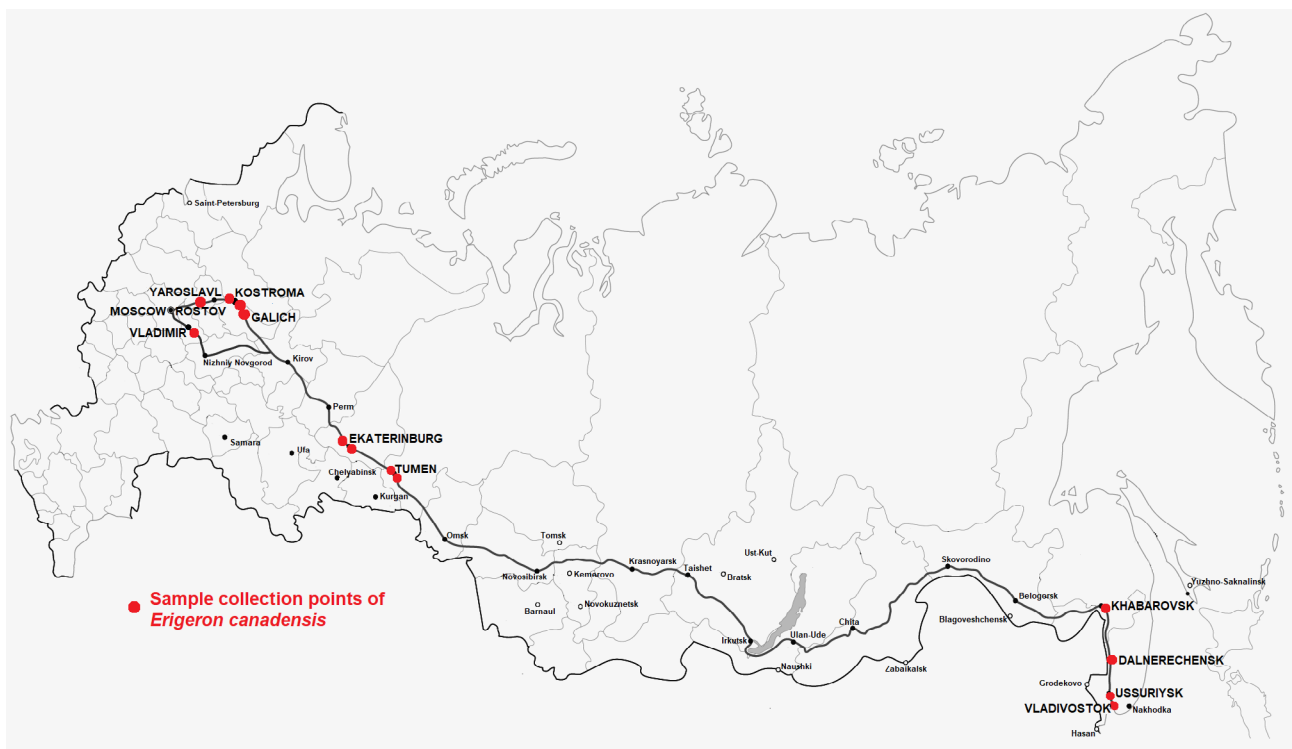 Saint-Petersburg
YAROSLAVL
KOSTROMA
MOSCOW
ROSTOV
GALICH
VLADIMIR
Nizhniy Novgorod
Kirov
Perm
EKATERINBURG
Samara
Ufa
TUMEN
Chelyabinsk
Kurgan
Omsk
Tomsk
Novosibirsk
Kemarovo
Krasnoyarsk
Taishet
Ust-Kut
Dratsk
Skovorodino
Yuzhno-Saknalinsk
Barnaul
Novokuznetsk
Belogorsk
Blagoveshchensk
KHABAROVSK
Sample collection points of
Erigeron canadensis
Irkutsk
Ulan-Ude
Chita
Naushki
Zabaikalsk
DALNERECHENSK
Grodekovo
USSURIYSK
VLADIVOSTOK
Nakhodka
Hasan